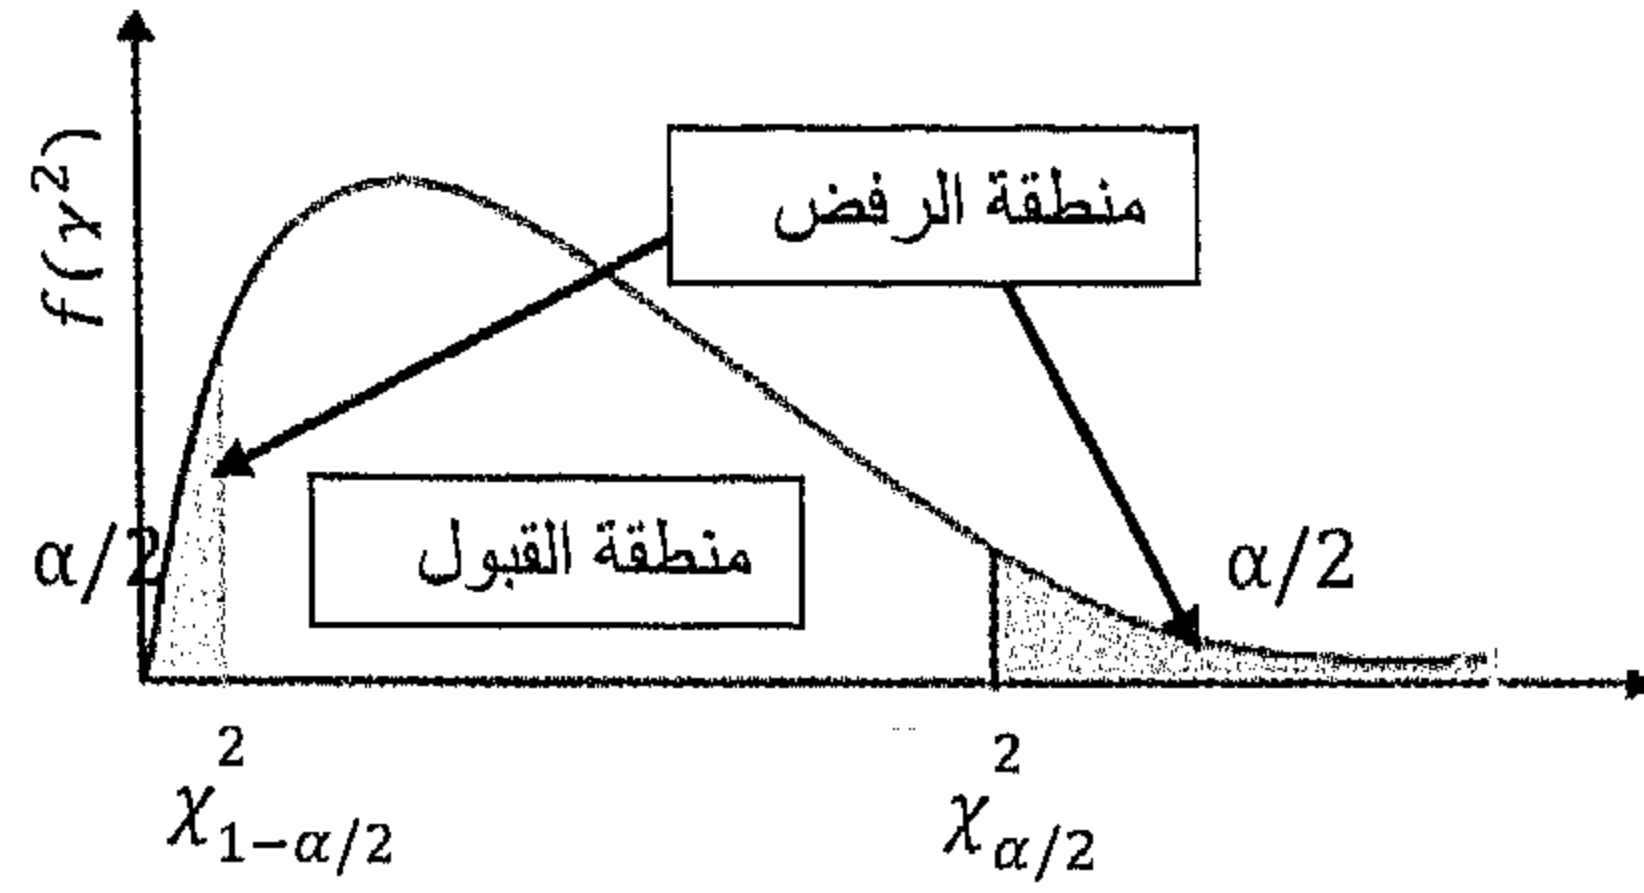 f(χ²)
منطقة الرفض
منطقة القبول
α/2
α/2
χ²₁₋α/2
χ²α/2